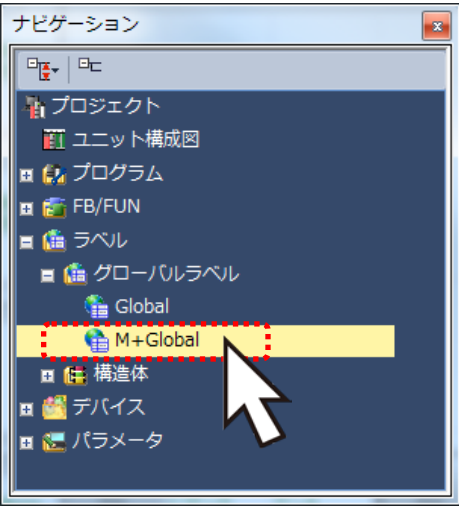 ナビゲーション
プロジェクト
ユニット構成図
プログラム
FB/FUN
ラベル
グローバルラベル
Global
M+Global
構造体
デバイス
パラメータ